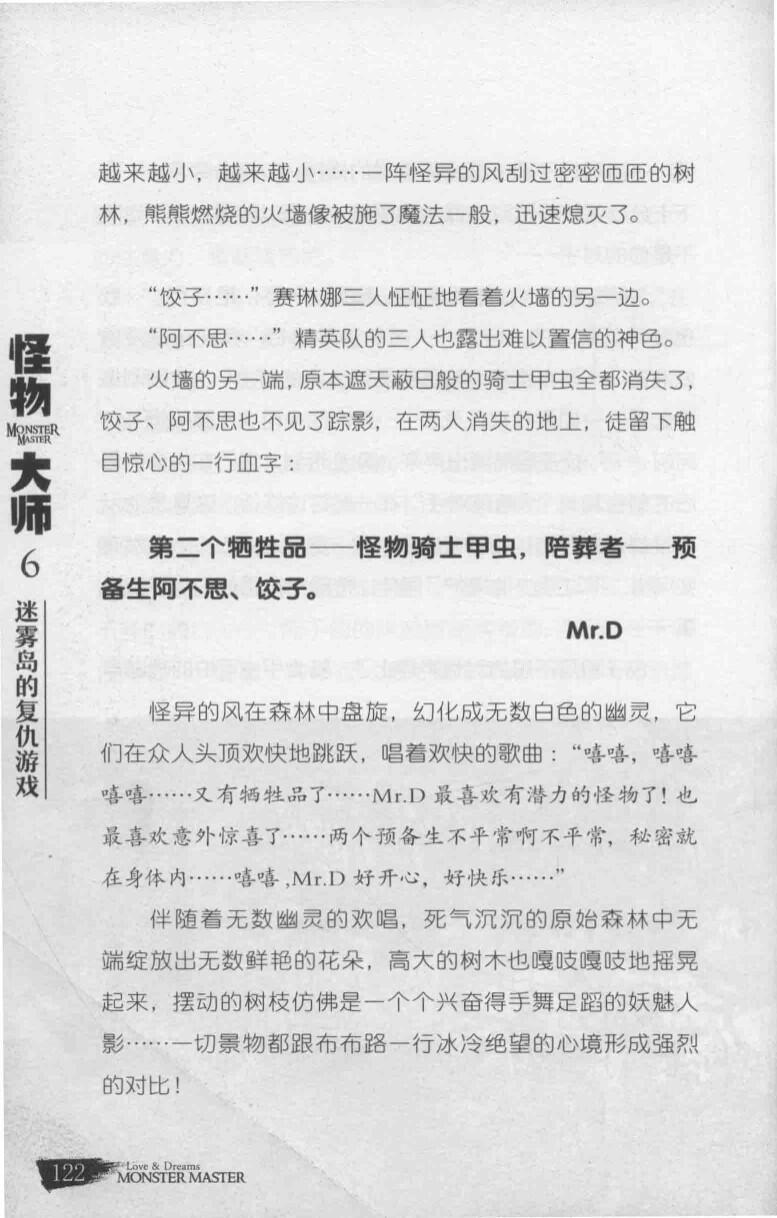 越来越小，越来越小……一阵怪异的风刮过密密匝匝的树
林，熊熊燃烧的火墙像被施了魔法一般，迅速熄灭了。
“饺子……”赛琳娜三人怔怔地看着火墙的另一边。
“阿不思……”精英队的三人也露出难以置信的神色。
火墙的另一端，原本遮天蔽日般的骑士甲虫全都消失了，
饺子、阿不思也不见了踪影，在两人消失的地上，徒留下触
目惊心的一行血字：
第二个牺牲品——怪物骑士甲虫，陪葬者——预
备生阿不思、饺子。
Mr.D
怪异的风在森林中盘旋，幻化成无数白色的幽灵，它
们在众人头顶欢快地跳跃，唱着欢快的歌曲：“嘻嘻，嘻嘻
嘻嘻……又有牺牲品了……Mr.D 最喜欢有潜力的怪物了！也
最喜欢意外惊喜了……两个预备生不平常啊不平常，秘密就
在身体内……嘻嘻，Mr.D 好开心，好快乐……”
伴随着无数幽灵的欢唱，死气沉沉的原始森林中无
端绽放出无数鲜艳的花朵，高大的树木也嘎吱嘎吱地摇晃
起来，摆动的树枝仿佛是一个个兴奋得手舞足蹈的妖魅人
影……一切景物都跟布布路一行冰冷绝望的心境形成强烈
的对比！
怪物
MONSTER
MASTER
大师
6
迷雾岛的复仇游戏
122
Love & Dreams
MONSTER MASTER